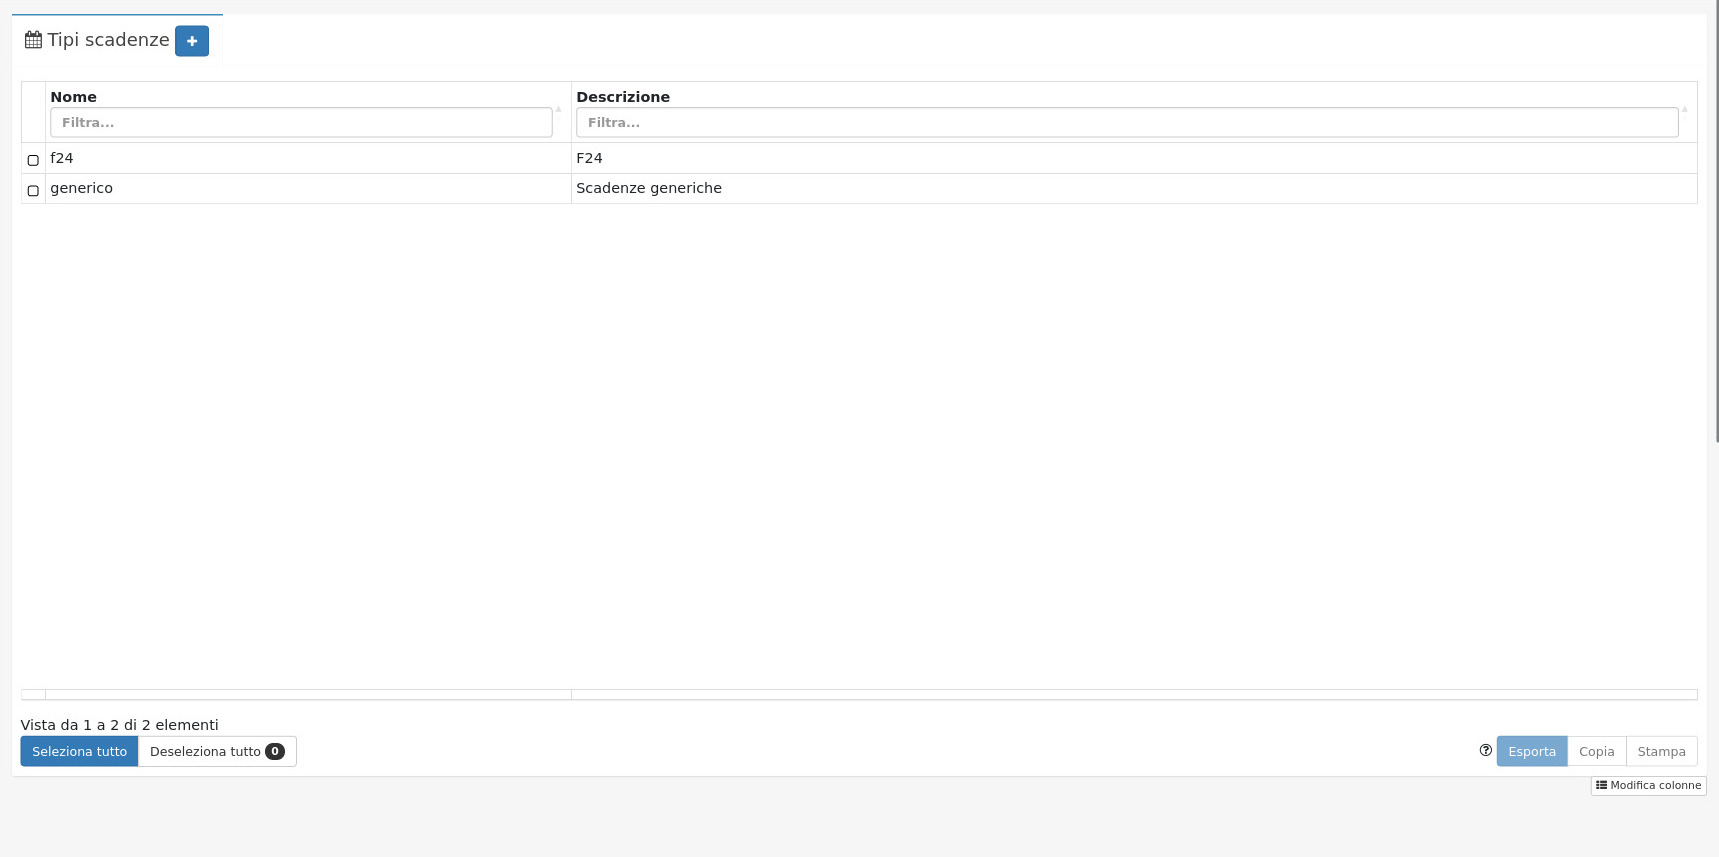 Tipi scadenze
Nome Descrizione
Filtra... Filtra...
f24 F24
generico Scadenze generiche
Vista da 1 a 2 di 2 elementi
Seleziona tutto Deseleziona tutto 0 Esporta Copia Stampa
Modifica colonne